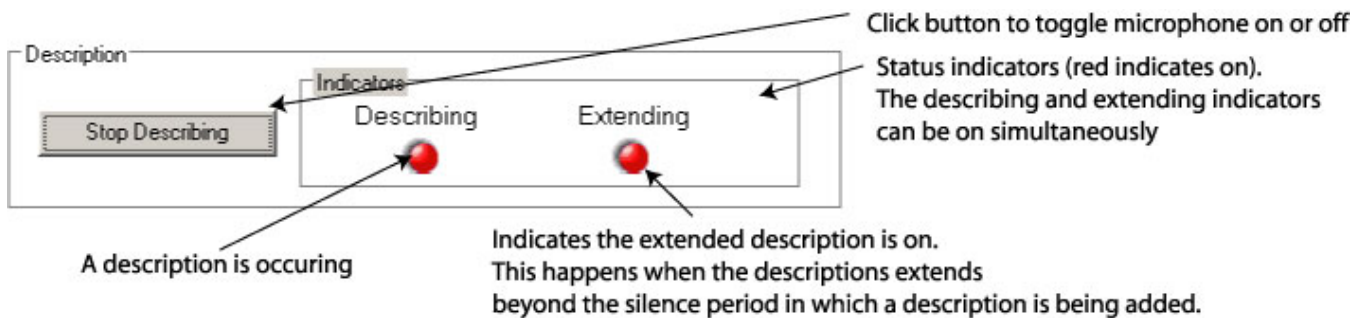 Click button to toggle microphone on or off
Description
Status indicators (red indicates on).
The describing and extending indicators
can be on simultaneously
Indicators
Describing
Extending
Stop Describing
A description is occuring
Indicates the extended description is on.
This happens when the descriptions extends
beyond the silence period in which a description is being added.